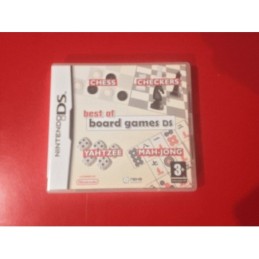 NINTENDO DS
CHESS
CHECKERS
best of
board games DS
YAHTZEE
MAH-JONG
3+